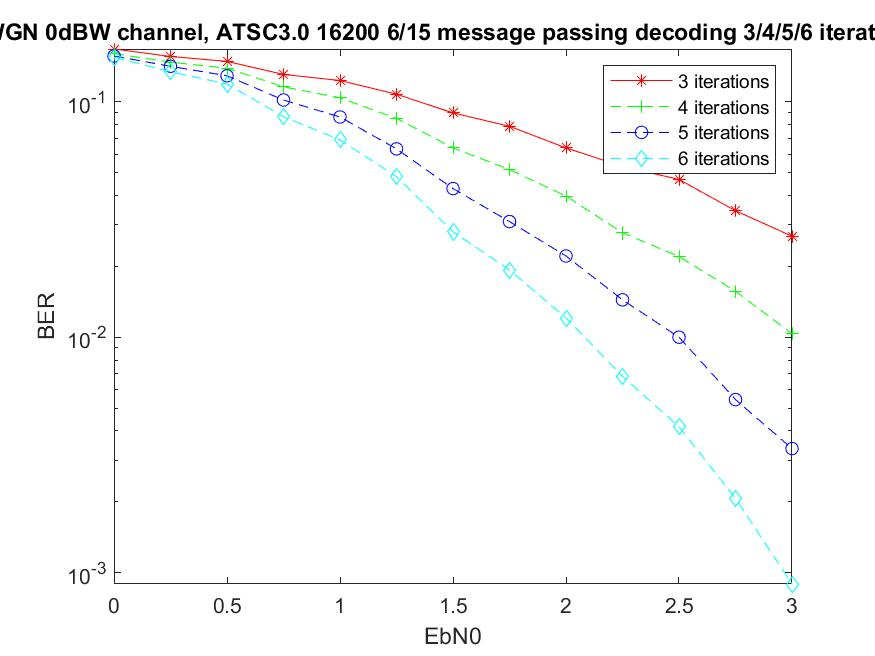 WGN 0dBW channel, ATSC3.0 16200 6/15 message passing decoding 3/4/5/6 iterat
3 iterations
4 iterations
5 iterations
6 iterations
10-1
10-2
10-3
BER
0 0.5 1 1.5 2 2.5 3
EbN0